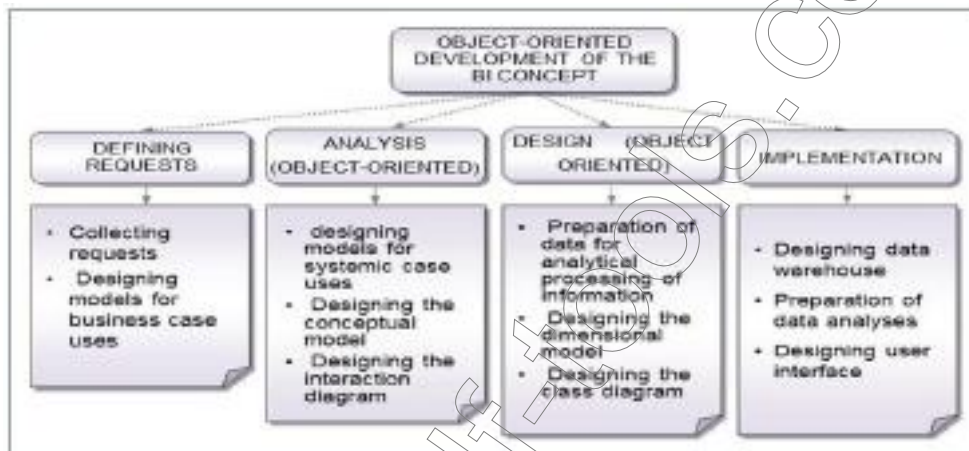 OBJECT-ORIENTED
DEVELOPMENT OF THE
BI CONCEPT
DEFINING
REQUESTS
ANALYSIS
(OBJECT-ORIENTED)
DESIGN (OBJECT
ORIENTED)
IMPLEMENTATION
• Collecting
requests
• Designing
models for
business case
uses
• designing
models for
systemic case
uses
• Designing the
conceptual
model
• Designing the
interaction
diagram
• Preparation of
data for
analytical
processing of
information
• Designing the
dimensional
model
• Designing the
class diagram
• Designing data
warehouse
• Preparation of
data analyses
• Designing user
interface